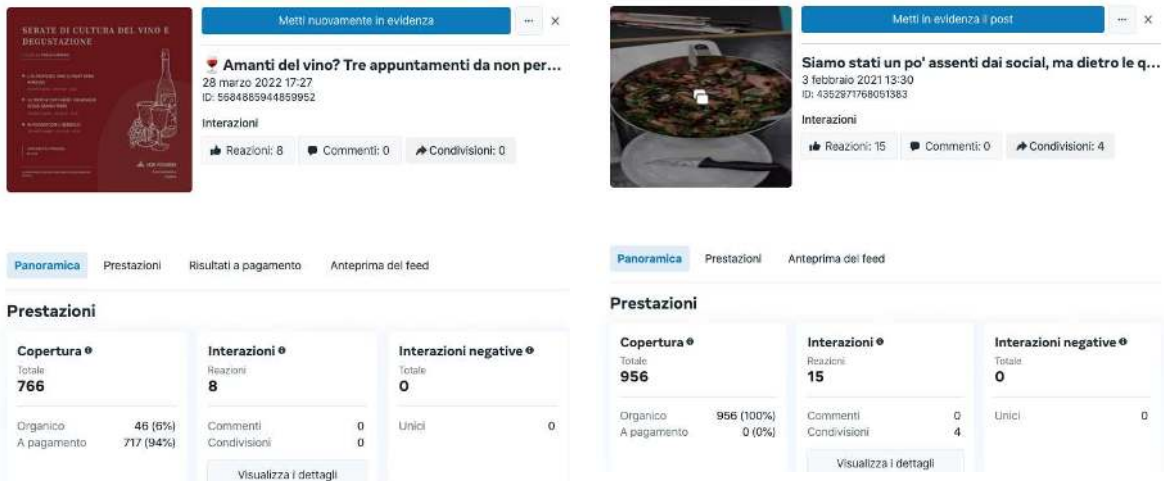 SERATE DI CULTURA DEL VINO E
DEGUSTAZIONE
Metti nuovamente in evidenza
🍷 Amanti del vino? Tre appuntamenti da non per...
28 marzo 2022 17:27
ID: 5684885944859952
Interazioni
Reazioni: 8
Commenti: 0
Condivisioni: 0
Panoramica
Prestazioni
Risultati a pagamento
Anteprima del feed
Prestazioni
Copertura
Totale
766
Organico 46 (6%)
A pagamento 717 (94%)
Interazioni
Reazioni
8
Commenti 0
Condivisioni 0
Visualizza i dettagli
Interazioni negative
Totale
0
Unici 0
Metti in evidenza il post
Siamo stati un po' assenti dai social, ma dietro le q...
3 febbraio 2021 13:30
ID: 4352971768051383
Interazioni
Reazioni: 15
Commenti: 0
Condivisioni: 4
Panoramica
Prestazioni
Anteprima del feed
Prestazioni
Copertura
Totale
956
Organico 956 (100%)
A pagamento 0 (0%)
Interazioni
Reazioni
15
Commenti 0
Condivisioni 4
Visualizza i dettagli
Interazioni negative
Totale
0
Unici 0